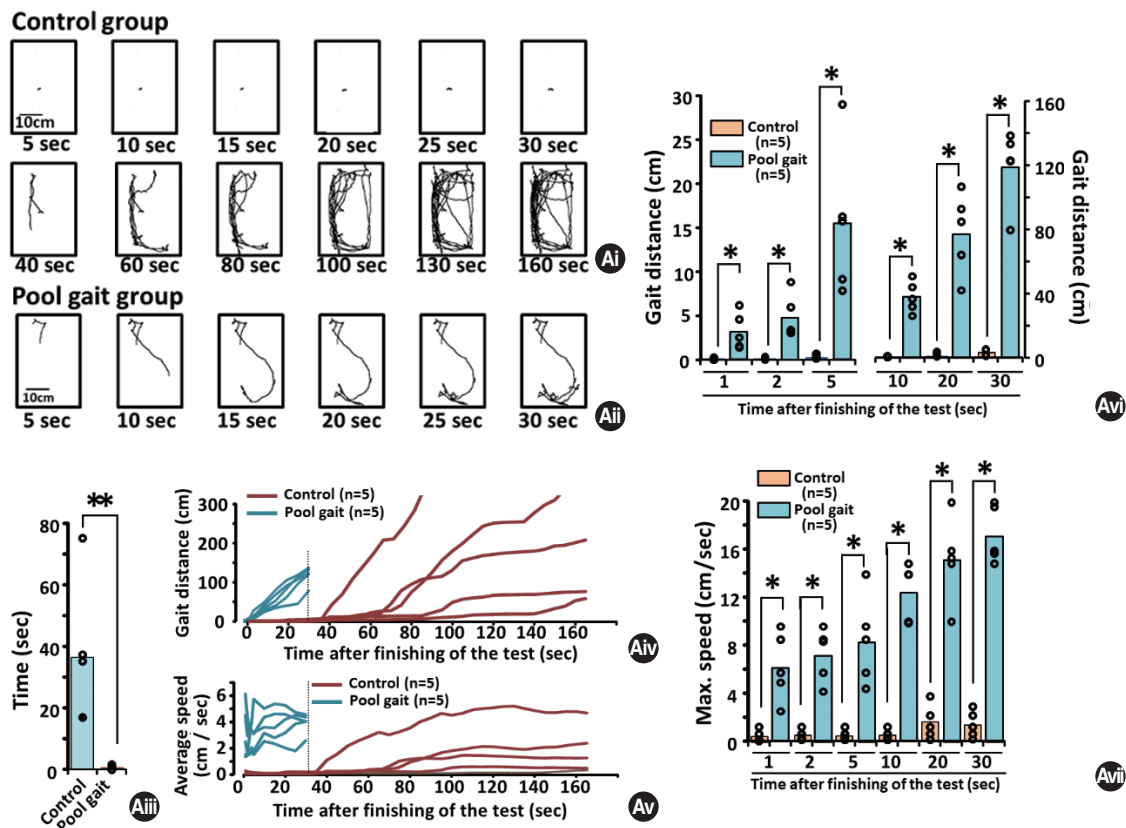 Control group
10cm
5 sec 10 sec 15 sec 20 sec 25 sec 30 sec
40 sec 60 sec 80 sec 100 sec 130 sec 160 sec
Ai
Pool gait group
10cm
5 sec 10 sec 15 sec 20 sec 25 sec 30 sec
Aii
**
80
60
40
20
0
Time (sec)
Control
Pool gait
Aiii
Control (n=5)
Pool gait (n=5)
300
200
100
0
Gait distance (cm)
0 20 40 60 80 100 120 140 160
Time after finishing of the test (sec)
Aiv
Control (n=5)
Pool gait (n=5)
6
4
2
0
Average speed
(cm / sec)
0 20 40 60 80 100 120 140 160
Time after finishing of the test (sec)
Av
Control
(n=5)
Pool gait
(n=5)
* * * * * *
30
25
20
15
10
5
0
Gait distance (cm)
160
120
80
40
0
Gait distance
(cm)
1 2 5 10 20 30
Time after finishing of the test (sec)
Avi
Control
(n=5)
Pool gait
(n=5)
* * * * * *
20
16
12
8
4
0
Max. speed (cm/sec)
1 2 5 10 20 30
Time after finishing of the test (sec)
Avii